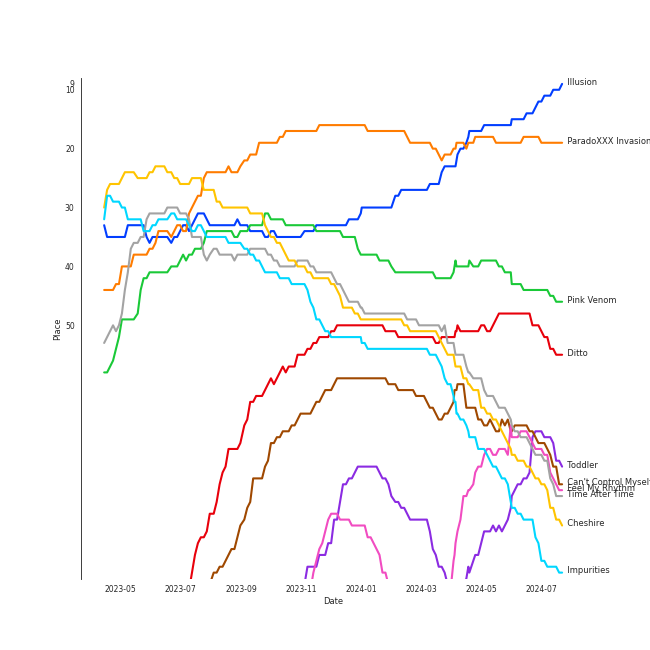 9
10
20
30
40
50
Place
Illusion
ParadoXXX Invasion
Pink Venom
Ditto
Toddler
Can't Control Myself
Feel My Rhythm
Time After Time
Cheshire
Impurities
2023-05
2023-07
2023-09
2023-11
2024-01
2024-03
2024-05
2024-07
Date